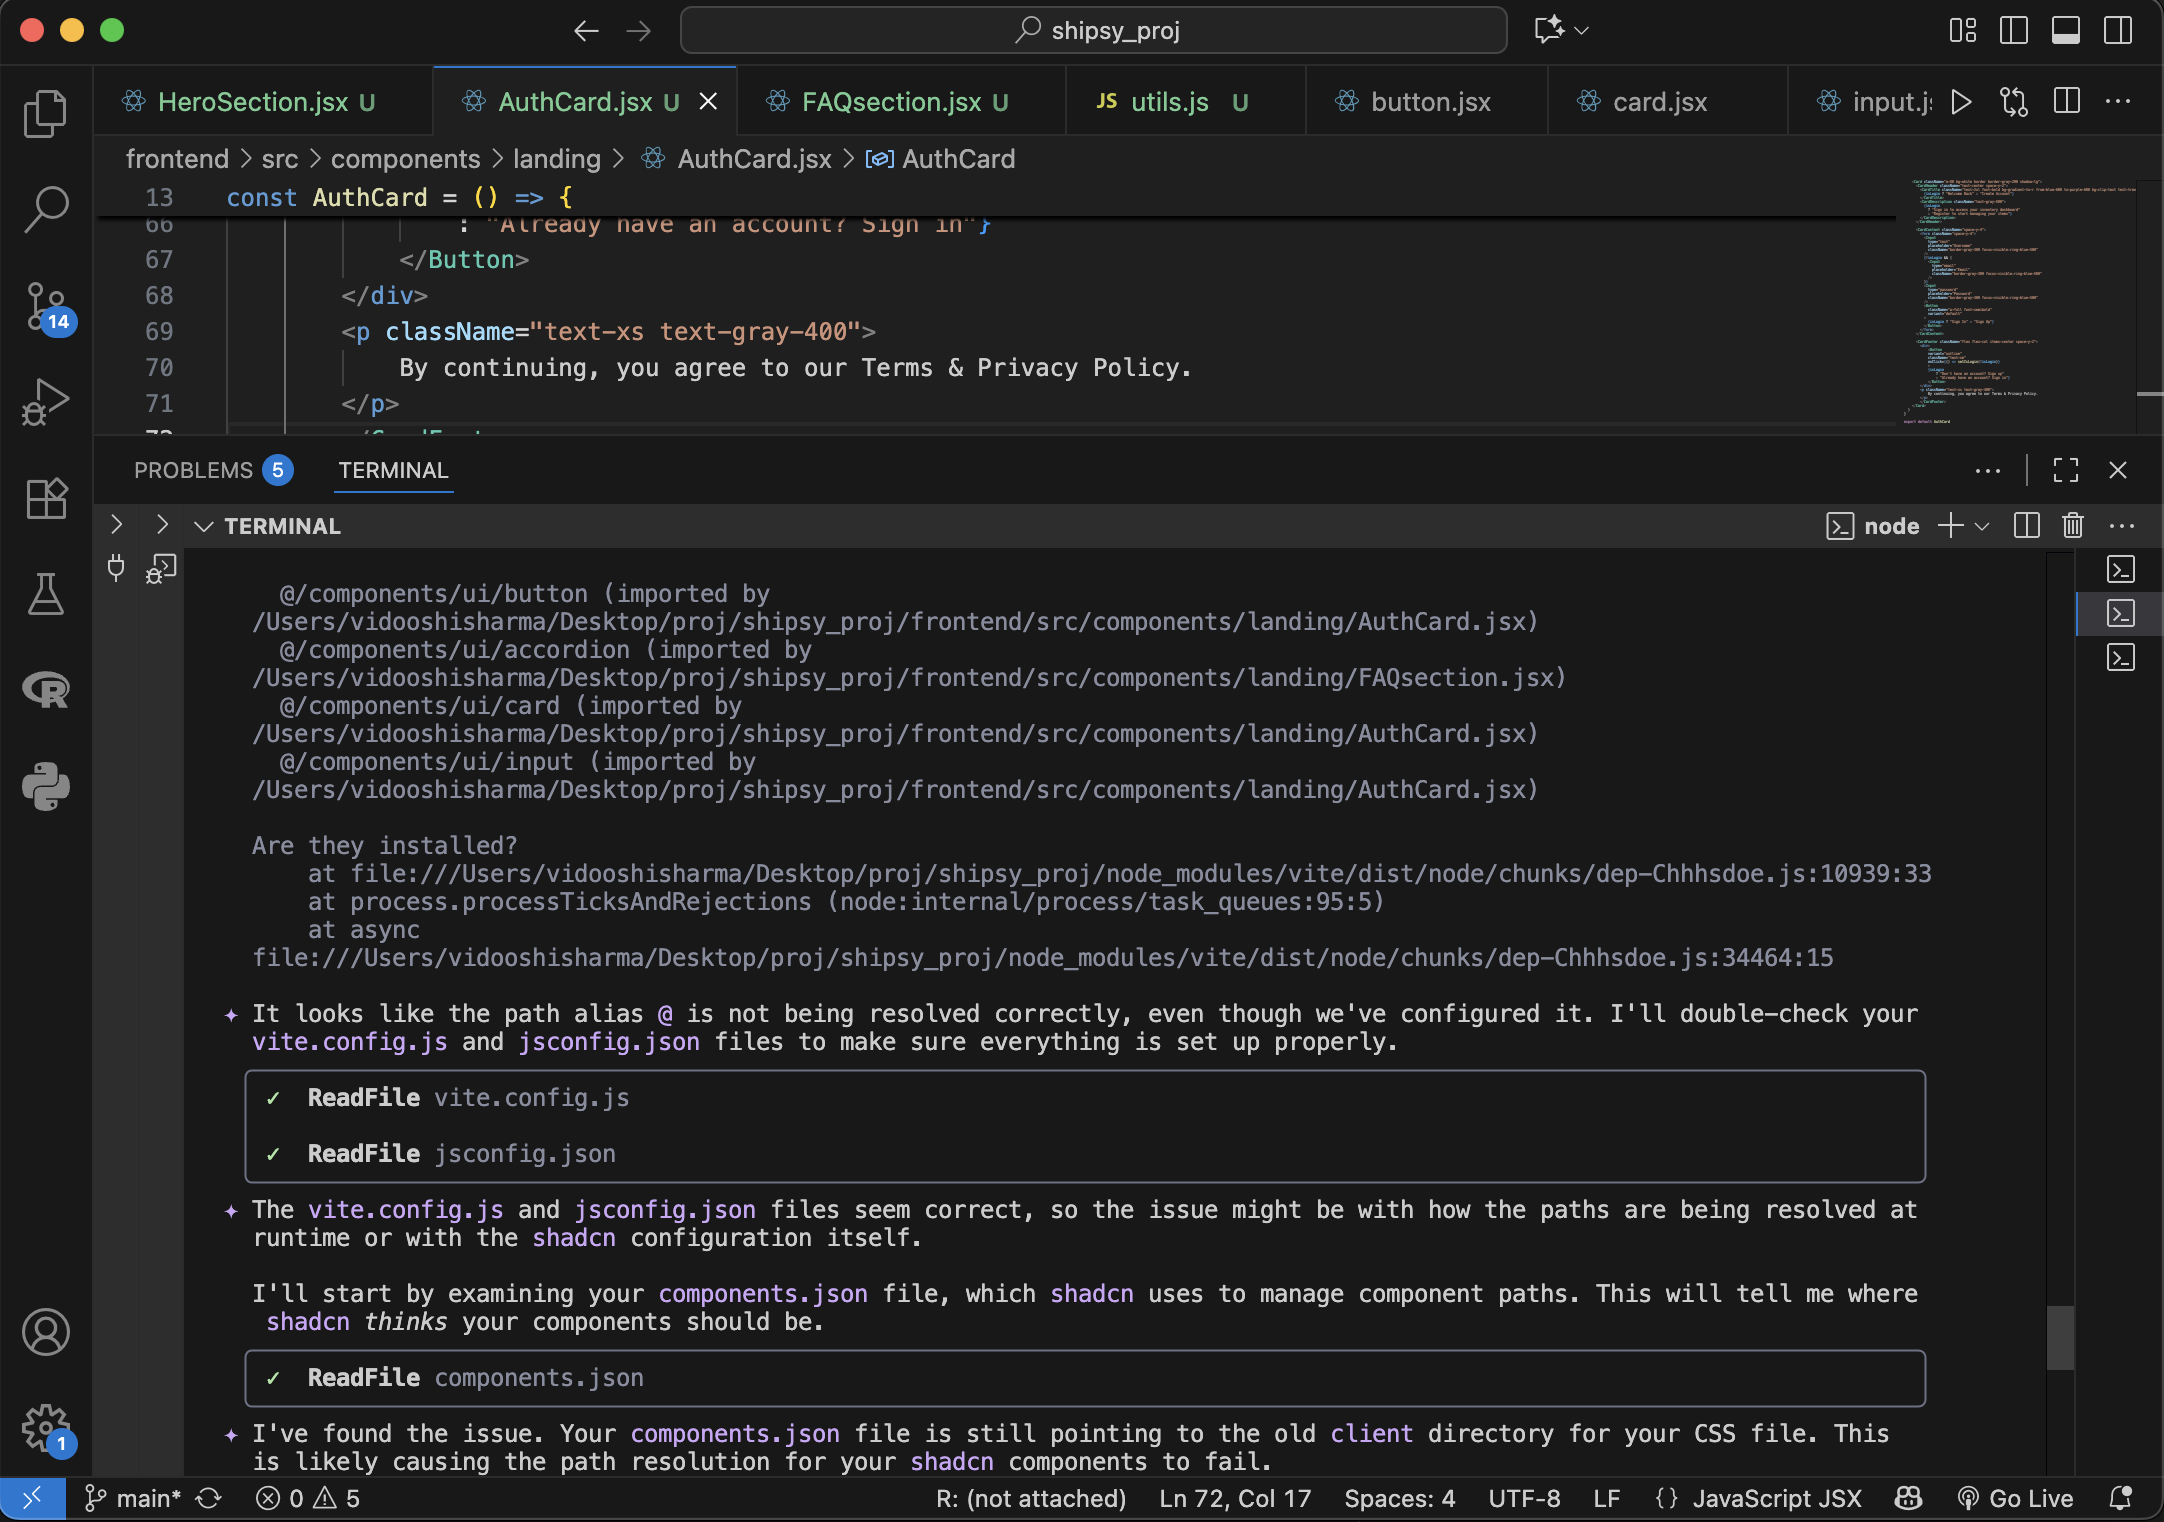 shipsy_proj
HeroSection.jsx U
AuthCard.jsx U
FAQsection.jsx U
JS utils.js U
button.jsx
card.jsx
input.j
frontend > src > components > landing > AuthCard.jsx > AuthCard
13 const AuthCard = () => {
66 : "Already have an account? Sign in"}
67 </Button>
68 </div>
69 <p className="text-xs text-gray-400">
70 By continuing, you agree to our Terms & Privacy Policy.
71 </p>
PROBLEMS 5
TERMINAL
TERMINAL
node
@/components/ui/button (imported by
/Users/vidooshisharma/Desktop/proj/shipsy_proj/frontend/src/components/landing/AuthCard.jsx)
@/components/ui/accordion (imported by
/Users/vidooshisharma/Desktop/proj/shipsy_proj/frontend/src/components/landing/FAQsection.jsx)
@/components/ui/card (imported by
/Users/vidooshisharma/Desktop/proj/shipsy_proj/frontend/src/components/landing/AuthCard.jsx)
@/components/ui/input (imported by
/Users/vidooshisharma/Desktop/proj/shipsy_proj/frontend/src/components/landing/AuthCard.jsx)
Are they installed?
at file:///Users/vidooshisharma/Desktop/proj/shipsy_proj/node_modules/vite/dist/node/chunks/dep-Chhhsdoe.js:10939:33
at process.processTicksAndRejections (node:internal/process/task_queues:95:5)
at async
file:///Users/vidooshisharma/Desktop/proj/shipsy_proj/node_modules/vite/dist/node/chunks/dep-Chhhsdoe.js:34464:15
✦ It looks like the path alias @ is not being resolved correctly, even though we've configured it. I'll double-check your
vite.config.js and jsconfig.json files to make sure everything is set up properly.
✓ ReadFile vite.config.js
✓ ReadFile jsconfig.json
✦ The vite.config.js and jsconfig.json files seem correct, so the issue might be with how the paths are being resolved at
runtime or with the shadcn configuration itself.
I'll start by examining your components.json file, which shadcn uses to manage component paths. This will tell me where
shadcn thinks your components should be.
✓ ReadFile components.json
✦ I've found the issue. Your components.json file is still pointing to the old client directory for your CSS file. This
is likely causing the path resolution for your shadcn components to fail.
14
R
1
main* 0 5
R: (not attached)
Ln 72, Col 17
Spaces: 4
UTF-8
LF
{} JavaScript JSX
Go Live